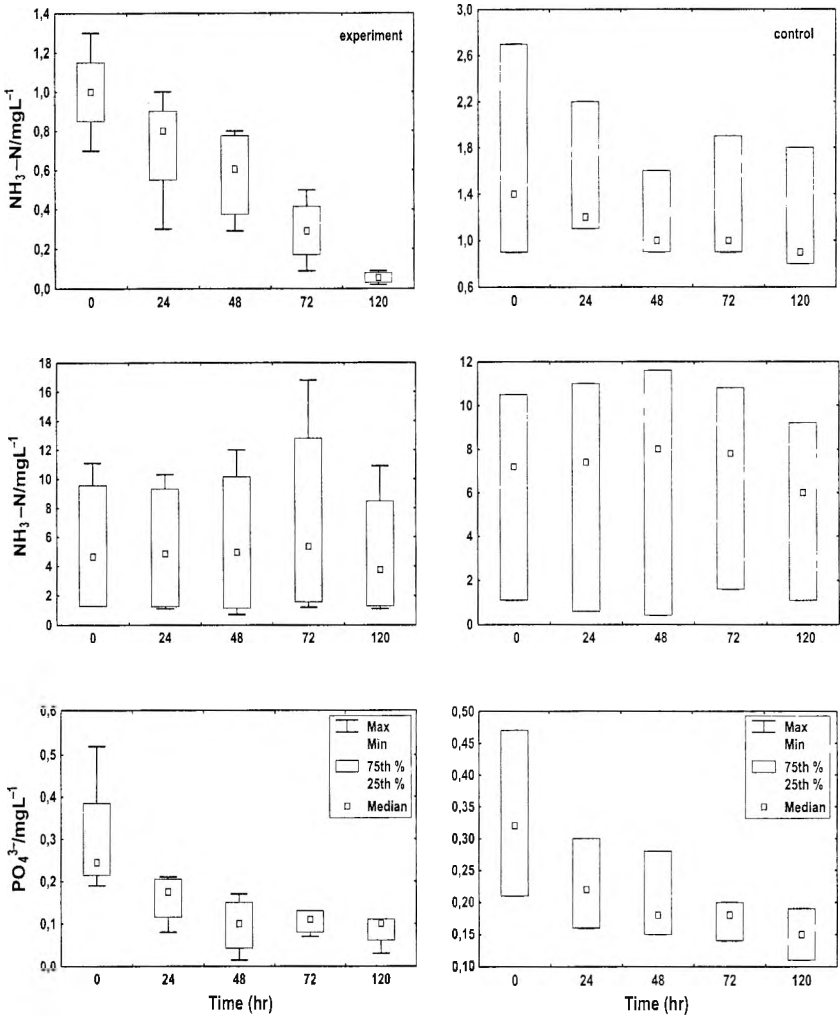 experiment
NH₃–N/mgL⁻¹
1,4
1,2
1,0
0,8
0,6
0,4
0,2
0,0
0 24 48 72 120
control
3,0
2,6
2,2
1,8
1,4
1,0
0,6
0 24 48 72 120
NH₃–N/mgL⁻¹
18
16
14
12
10
8
6
4
2
0
0 24 48 72 120
12
10
8
6
4
2
0
0 24 48 72 120
PO₄³⁻/mgL⁻¹
0,6
0,5
0,4
0,3
0,2
0,1
0,0
Max
Min
75th %
25th %
Median
0 24 48 72 120
Time (hr)
0,50
0,45
0,40
0,35
0,30
0,25
0,20
0,15
0,10
Max
Min
75th %
25th %
Median
0 24 48 72 120
Time (hr)